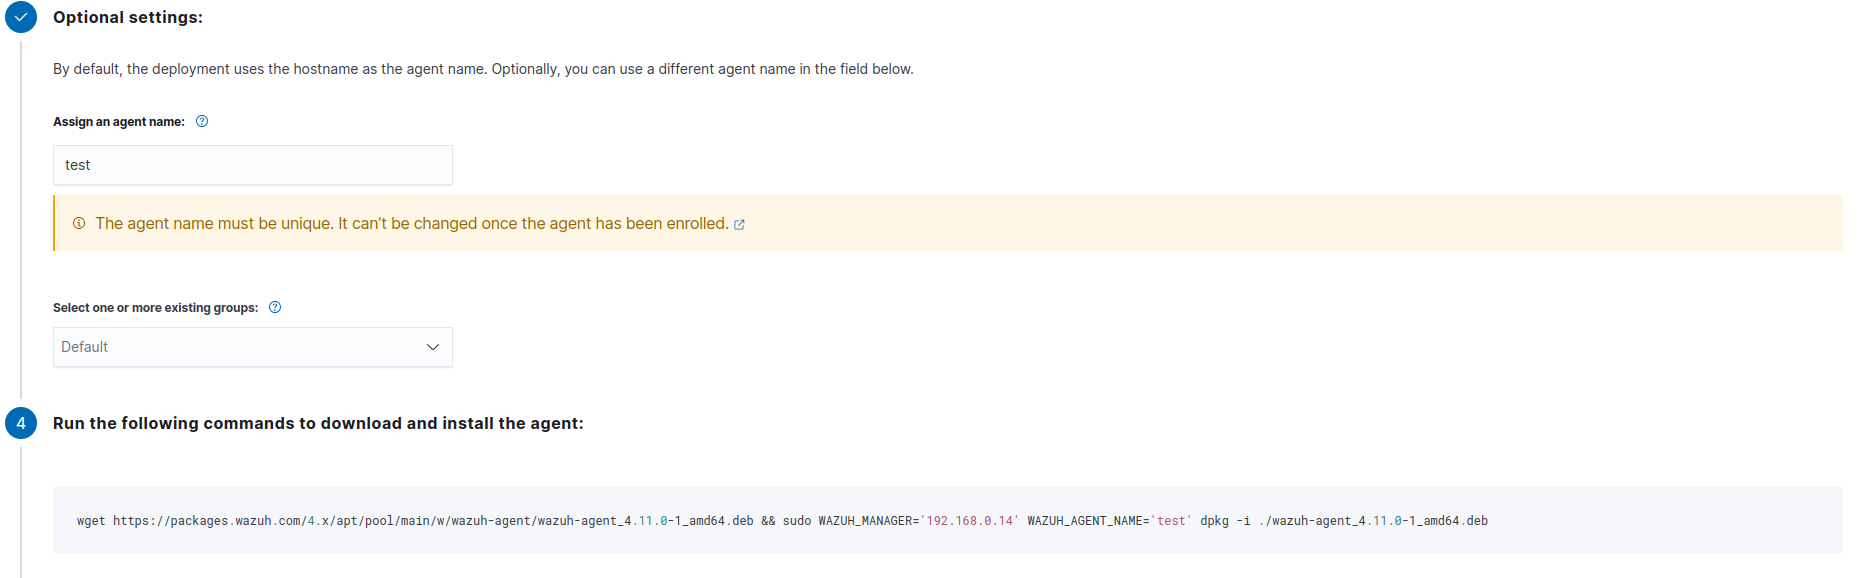 Optional settings:
By default, the deployment uses the hostname as the agent name. Optionally, you can use a different agent name in the field below.
Assign an agent name:
test
The agent name must be unique. It can’t be changed once the agent has been enrolled.
Select one or more existing groups:
Default
4 Run the following commands to download and install the agent:
wget https://packages.wazuh.com/4.x/apt/pool/main/w/wazuh-agent/wazuh-agent_4.11.0-1_amd64.deb && sudo WAZUH_MANAGER='192.168.0.14' WAZUH_AGENT_NAME='test' dpkg -i ./wazuh-agent_4.11.0-1_amd64.deb